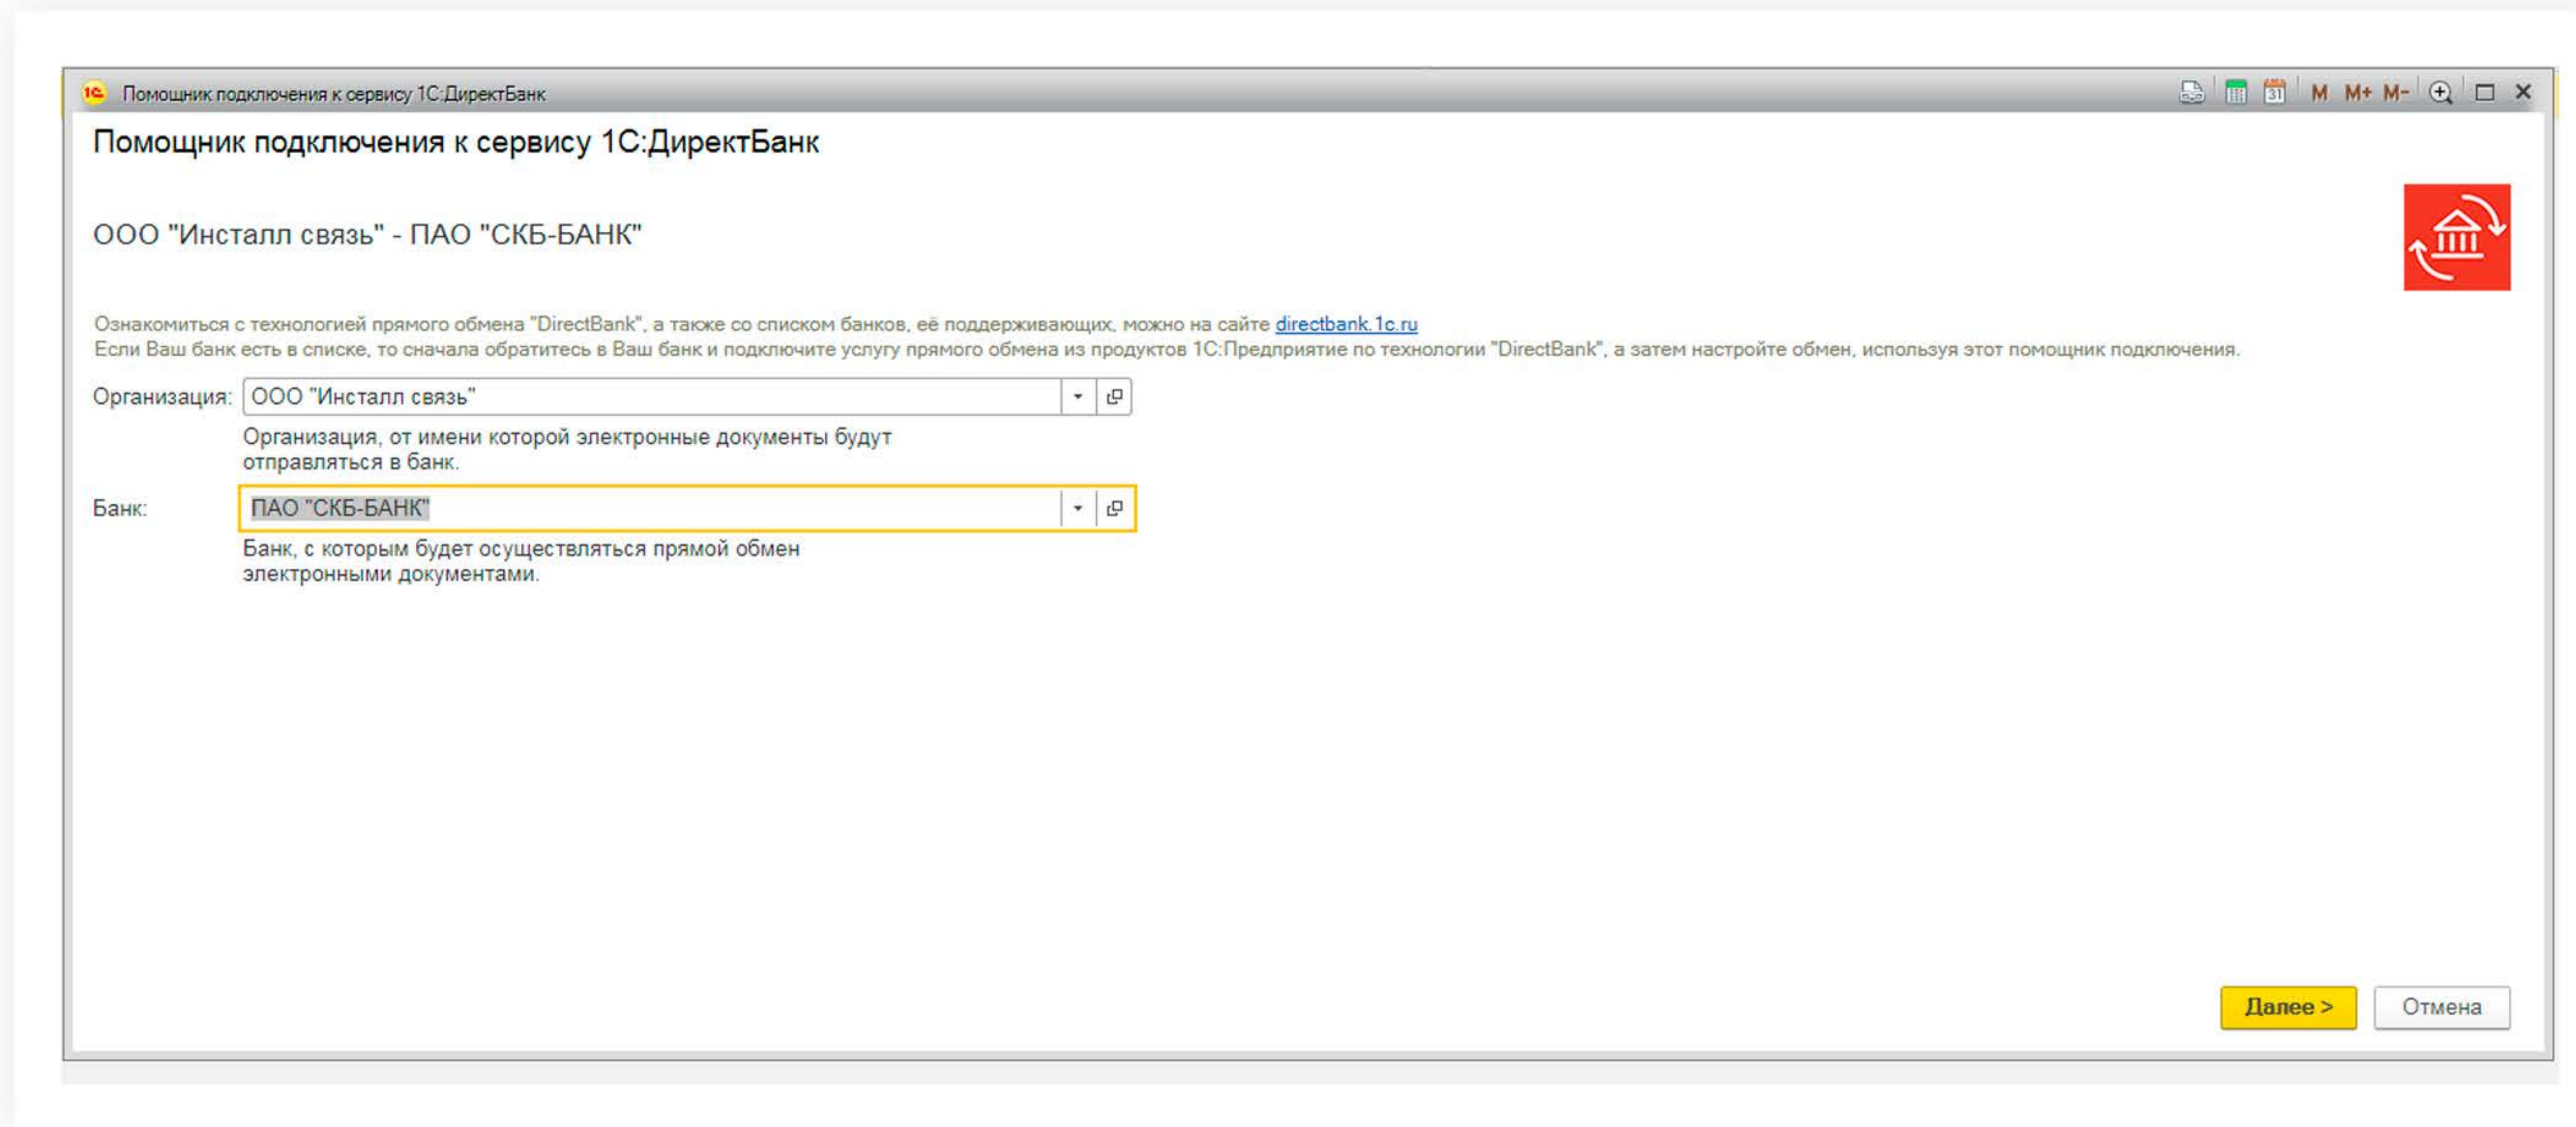 1С Помощник подключения к сервису 1С:ДиректБанк
31 M M+ M-
Помощник подключения к сервису 1С:ДиректБанк
ООО "Инсталл связь" - ПАО "СКБ-БАНК"
Ознакомиться с технологией прямого обмена "DirectBank", а также со списком банков, её поддерживающих, можно на сайте directbank.1c.ru
Если Ваш банк есть в списке, то сначала обратитесь в Ваш банк и подключите услугу прямого обмена из продуктов 1С:Предприятие по технологии "DirectBank", а затем настройте обмен, используя этот помощник подключения.
Организация: ООО "Инсталл связь"
Организация, от имени которой электронные документы будут
отправляться в банк.
Банк: ПАО "СКБ-БАНК"
Банк, с которым будет осуществляться прямой обмен
электронными документами.
Далее > Отмена